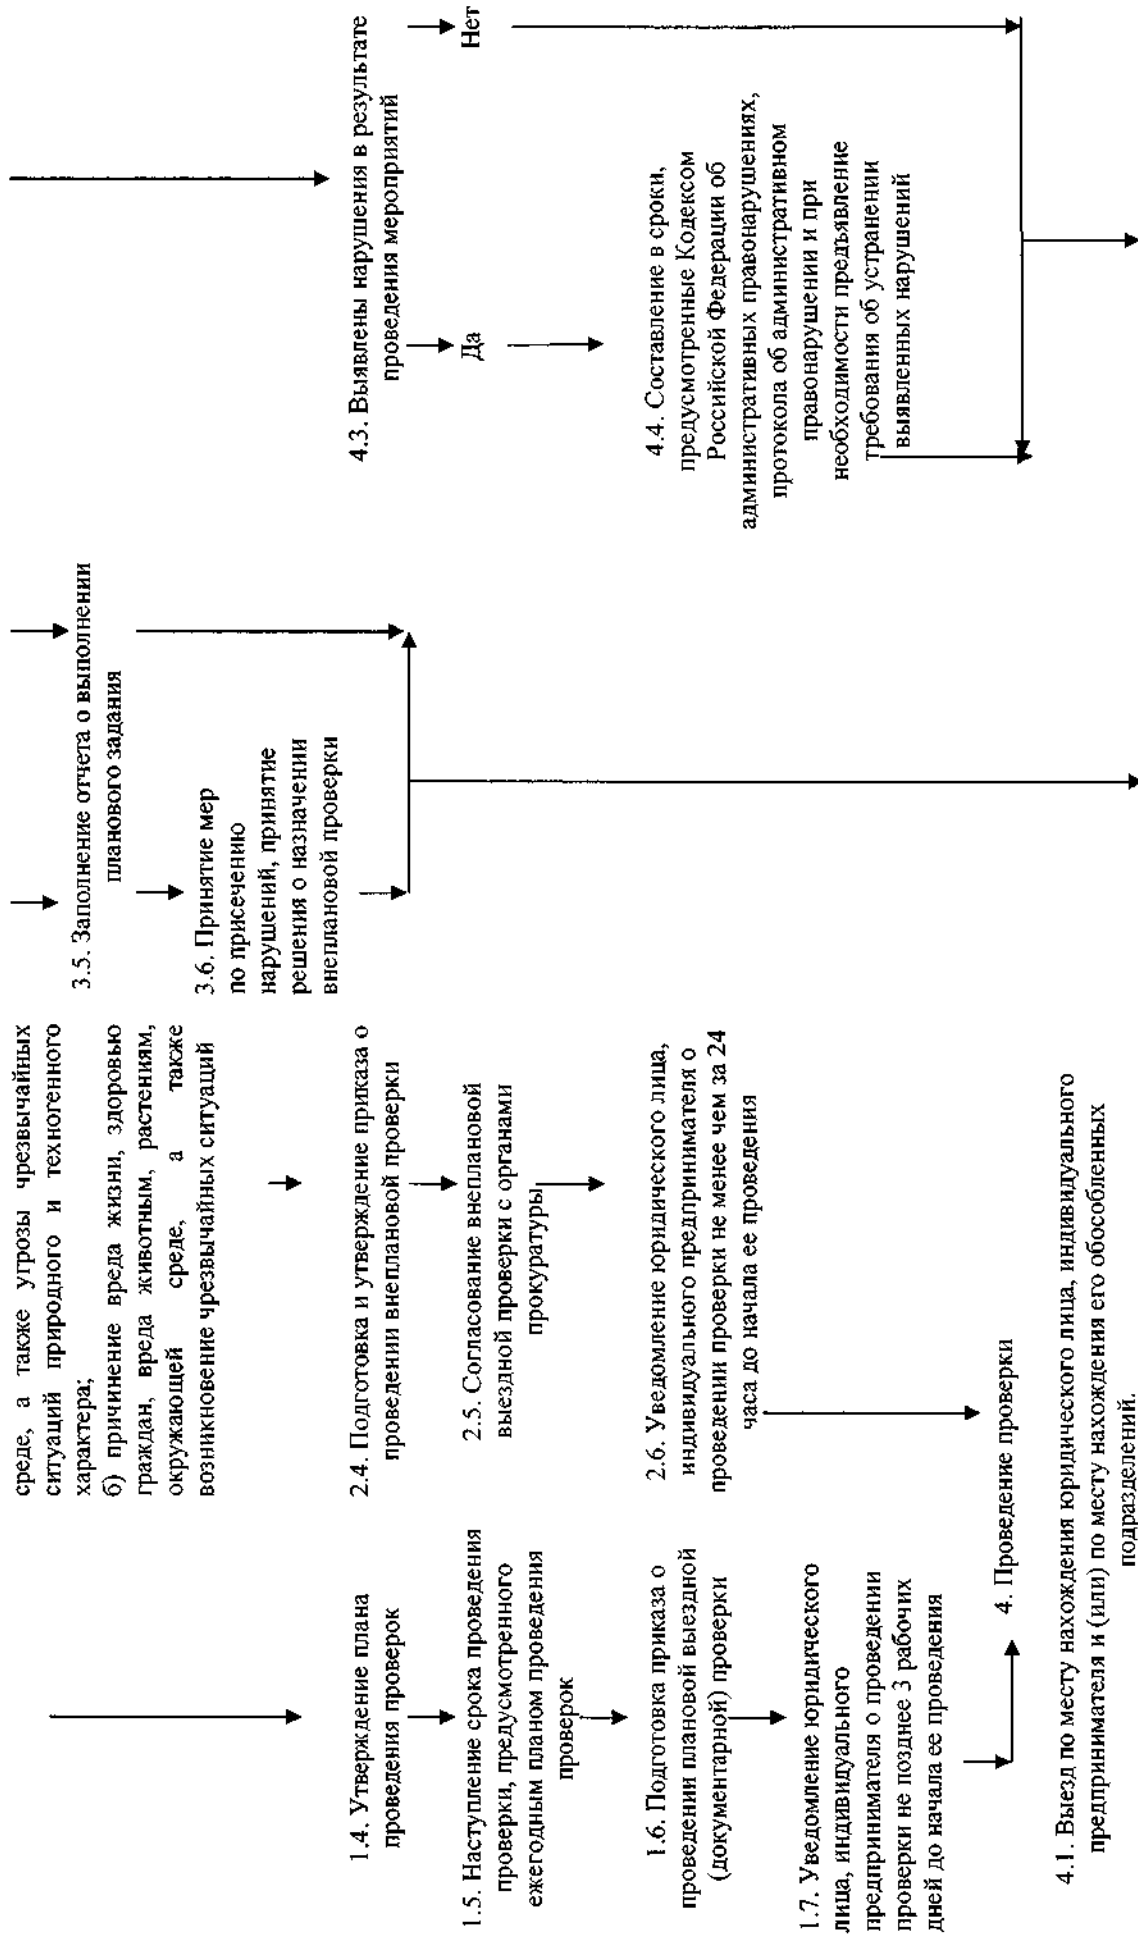 1.4. Утверждение плана
проведения проверок
1.5. Наступление срока проведения
проверки, предусмотренного
ежегодным планом проведения
проверок
1.6. Подготовка приказа о
проведении плановой выездной
(документарной) проверки
1.7. Уведомление юридического
лица, индивидуального
предпринимателя о проведении
проверки не позднее 3 рабочих
дней до начала ее проведения
среде, а также угрозы чрезвычайных
ситуаций природного и техногенного
характера;
б) причинение вреда жизни, здоровью
граждан, вреда животным, растениям,
окружающей среде, а также
возникновение чрезвычайных ситуаций
2.4. Подготовка и утверждение приказа о
проведении внеплановой проверки
2.5. Согласование внеплановой
выездной проверки с органами
прокуратуры
2.6. Уведомление юридического лица,
индивидуального предпринимателя о
проведении проверки не менее чем за 24
часа до начала ее проведения
4. Проведение проверки
4.1. Выезд по месту нахождения юридического лица, индивидуального
предпринимателя и (или) по месту нахождения его обособленных
подразделений.
3.5. Заполнение отчета о выполнении
планового задания
3.6. Принятие мер
по присечению
нарушений, принятие
решения о назначении
внеплановой проверки
4.3. Выявлены нарушения в результате
проведения мероприятий
Да
Нет
4.4. Составление в сроки,
предусмотренные Кодексом
Российской Федерации об
административных правонарушениях,
протокола об административном
правонарушении и при
необходимости предъявление
требования об устранении
выявленных нарушений